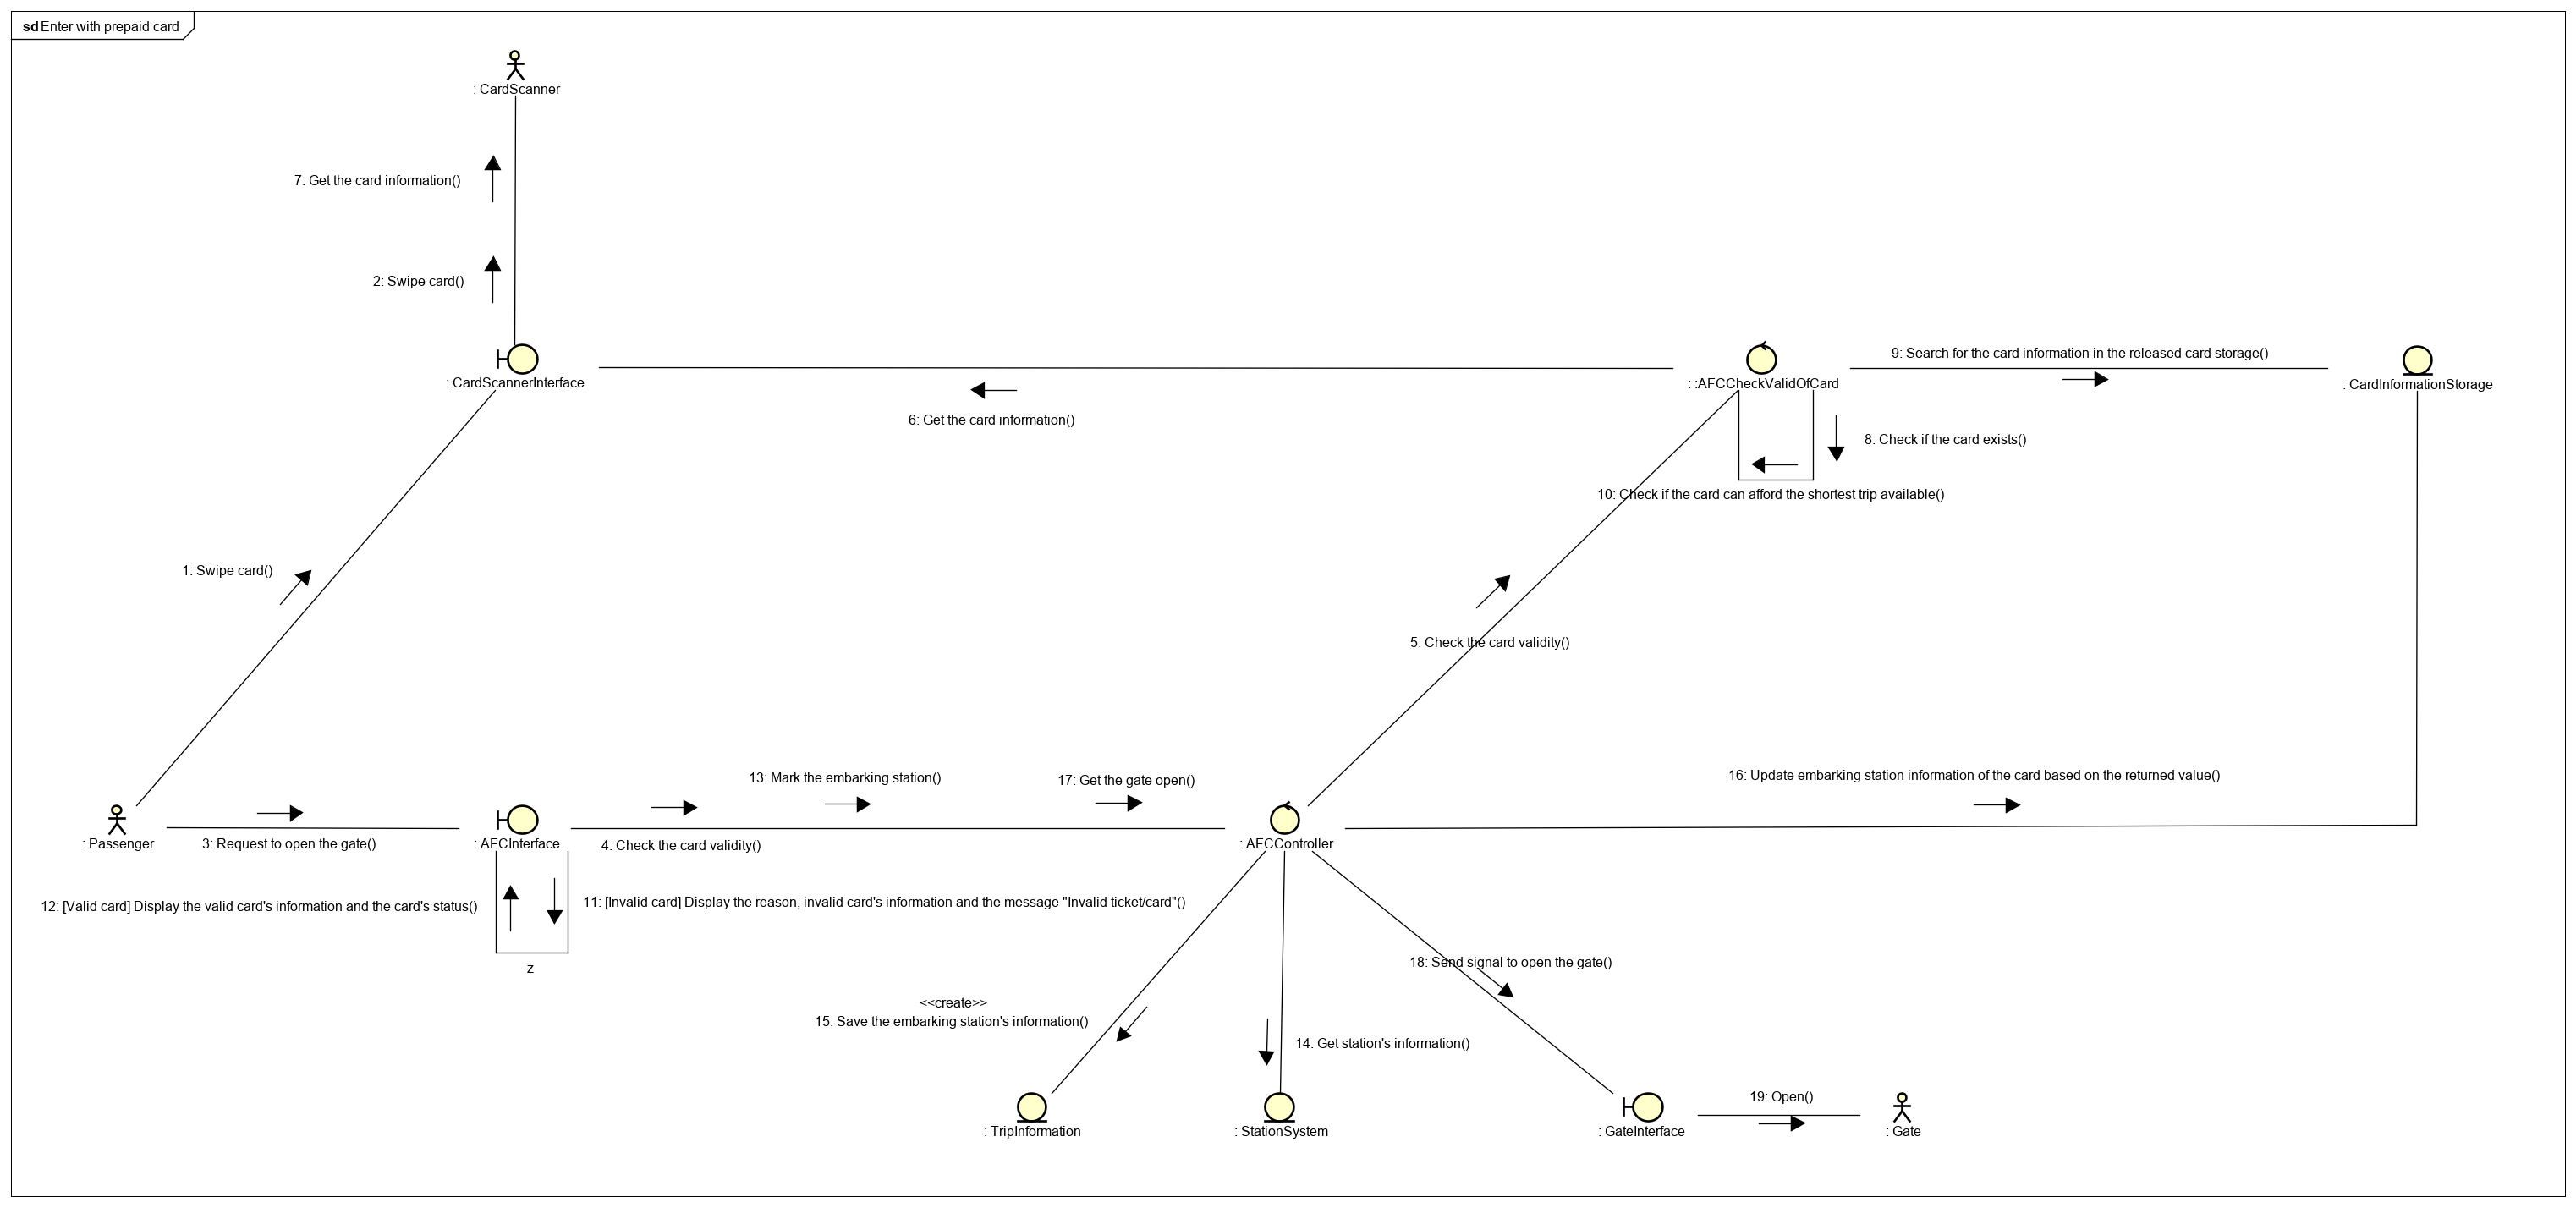 sd Enter with prepaid card
: CardScanner
7: Get the card information()
2: Swipe card()
: CardScannerInterface
: :AFCCheckValidOfCard
9: Search for the card information in the released card storage()
: CardInformationStorage
6: Get the card information()
8: Check if the card exists()
10: Check if the card can afford the shortest trip available()
1: Swipe card()
5: Check the card validity()
13: Mark the embarking station()
17: Get the gate open()
16: Update embarking station information of the card based on the returned value()
: Passenger
3: Request to open the gate()
: AFCInterface
4: Check the card validity()
: AFCController
12: [Valid card] Display the valid card's information and the card's status()
11: [Invalid card] Display the reason, invalid card's information and the message "Invalid ticket/card"()
z
18: Send signal to open the gate()
<<create>>
15: Save the embarking station's information()
14: Get station's information()
19: Open()
: TripInformation
: StationSystem
: GateInterface
: Gate